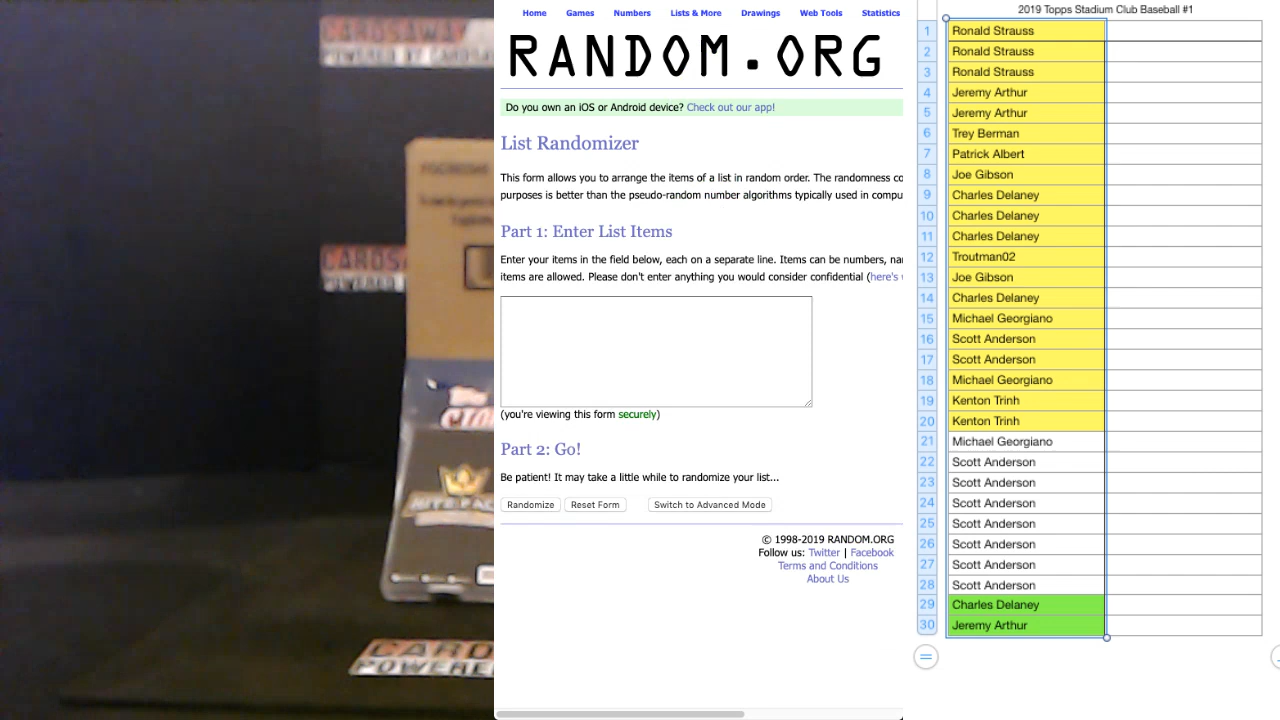 CARDSAWAY
POWERED BY
CARDS
POWERED
CARDS
POWERE
Home Games Numbers Lists & More Drawings Web Tools Statistics
RANDOM.ORG
Do you own an iOS or Android device? Check out our app!
List Randomizer
This form allows you to arrange the items of a list in random order. The randomness co
purposes is better than the pseudo-random number algorithms typically used in compu
Part 1: Enter List Items
Enter your items in the field below, each on a separate line. Items can be numbers, nar
items are allowed. Please don't enter anything you would consider confidential (here's
(you're viewing this form securely)
Part 2: Go!
Be patient! It may take a little while to randomize your list...
Randomize Reset Form Switch to Advanced Mode
© 1998-2019 RANDOM.ORG
Follow us: Twitter | Facebook
Terms and Conditions
About Us
2019 Topps Stadium Club Baseball #1
1 Ronald Strauss
2 Ronald Strauss
3 Ronald Strauss
4 Jeremy Arthur
5 Jeremy Arthur
6 Trey Berman
7 Patrick Albert
8 Joe Gibson
9 Charles Delaney
10 Charles Delaney
11 Charles Delaney
12 Troutman02
13 Joe Gibson
14 Charles Delaney
15 Michael Georgiano
16 Scott Anderson
17 Scott Anderson
18 Michael Georgiano
19 Kenton Trinh
20 Kenton Trinh
21 Michael Georgiano
22 Scott Anderson
23 Scott Anderson
24 Scott Anderson
25 Scott Anderson
26 Scott Anderson
27 Scott Anderson
28 Scott Anderson
29 Charles Delaney
30 Jeremy Arthur